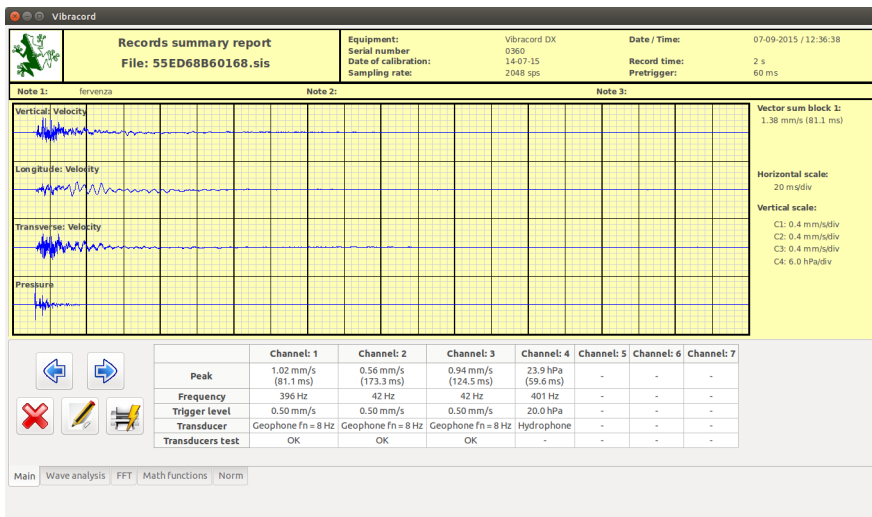 Vibracord
Records summary report
File: 55ED68B60168.sis
Equipment: Vibracord DX
Serial number 0360
Date of calibration: 14-07-15
Sampling rate: 2048 sps
Date / Time: 07-09-2015 / 12:36:38
Record time: 2 s
Pretrigger: 60 ms
Note 1: fervenza Note 2: Note 3:
Vertical: Velocity
Longitude: Velocity
Transverse: Velocity
Pressure
Vector sum block 1:
1.38 mm/s (81.1 ms)
Horizontal scale:
20 ms/div
Vertical scale:
C1: 0.4 mm/s/div
C2: 0.4 mm/s/div
C3: 0.4 mm/s/div
C4: 6.0 hPa/div
Channel: 1 Channel: 2 Channel: 3 Channel: 4 Channel: 5 Channel: 6 Channel: 7
Peak 1.02 mm/s (81.1 ms) 0.56 mm/s (173.3 ms) 0.94 mm/s (124.5 ms) 23.9 hPa (59.6 ms) - - -
Frequency 396 Hz 42 Hz 42 Hz 401 Hz - - -
Trigger level 0.50 mm/s 0.50 mm/s 0.50 mm/s 20.0 hPa - - -
Transducer Geophone fn = 8 Hz Geophone fn = 8 Hz Geophone fn = 8 Hz Hydrophone - - -
Transducers test OK OK OK - - - -
Main Wave analysis FFT Math functions Norm